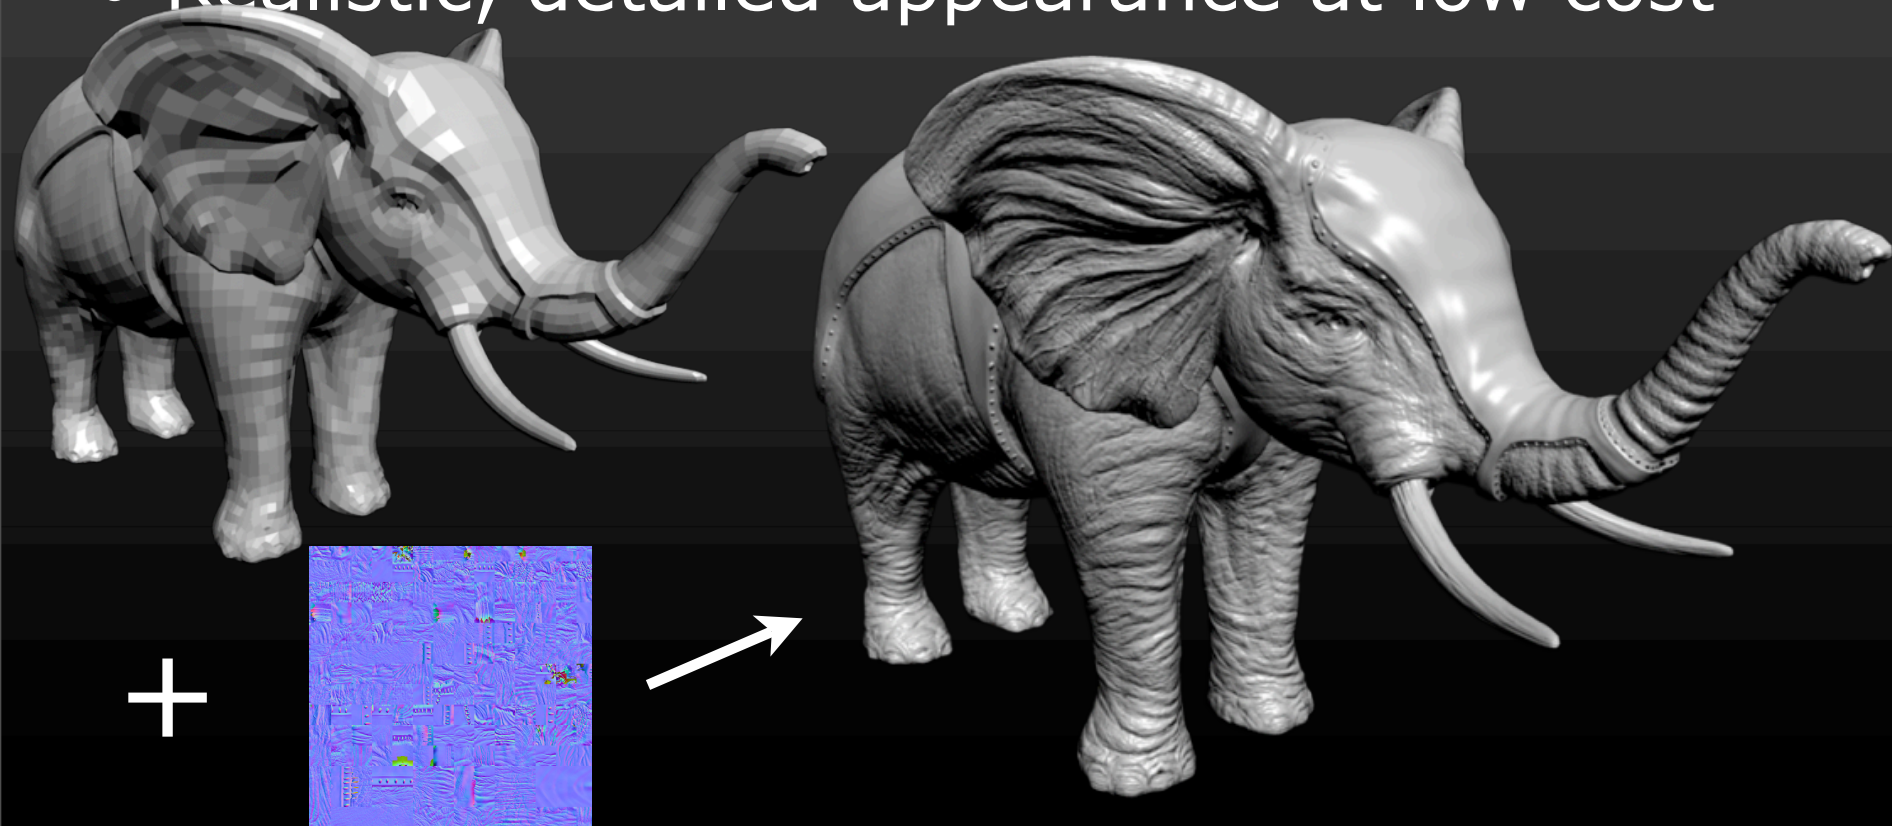 • Realistic, detailed appearance at low cost